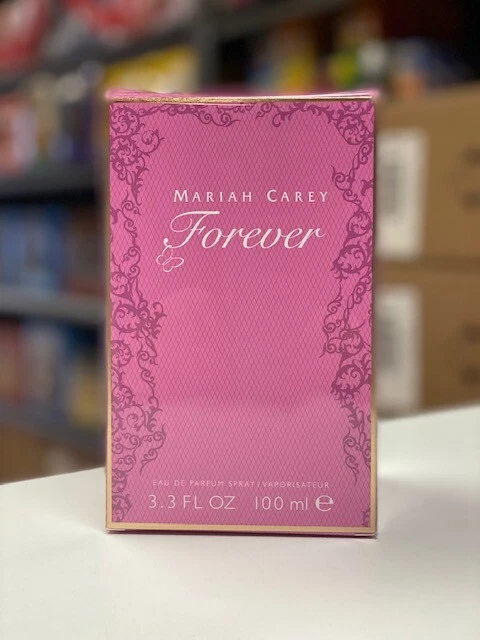 MARIAH CAREY
Forever
EAU DE PARFUM SPRAY / VAPORISATEUR
3.3 FL OZ 100 ml ℮